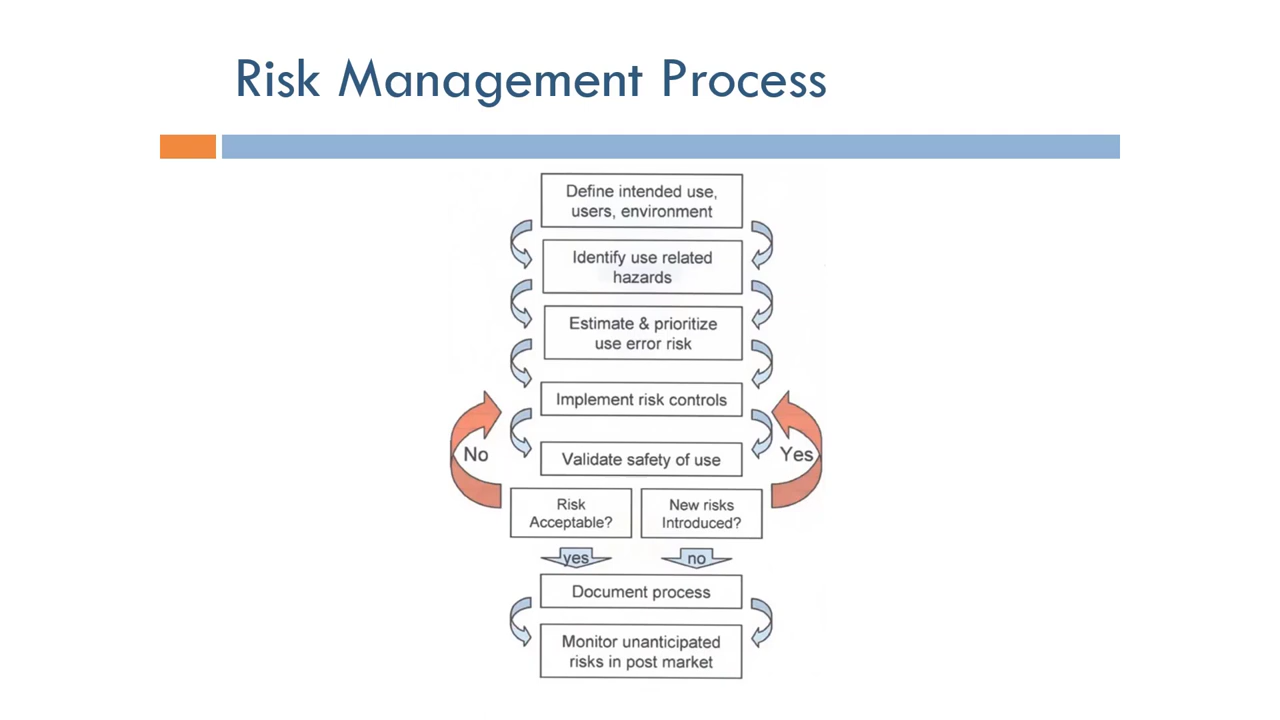 Risk Management Process
Define intended use,
users, environment
Identify use related
hazards
Estimate & prioritize
use error risk
Implement risk controls
No
Yes
Validate safety of use
Risk
Acceptable?
New risks
Introduced?
yes
no
Document process
Monitor unanticipated
risks in post market